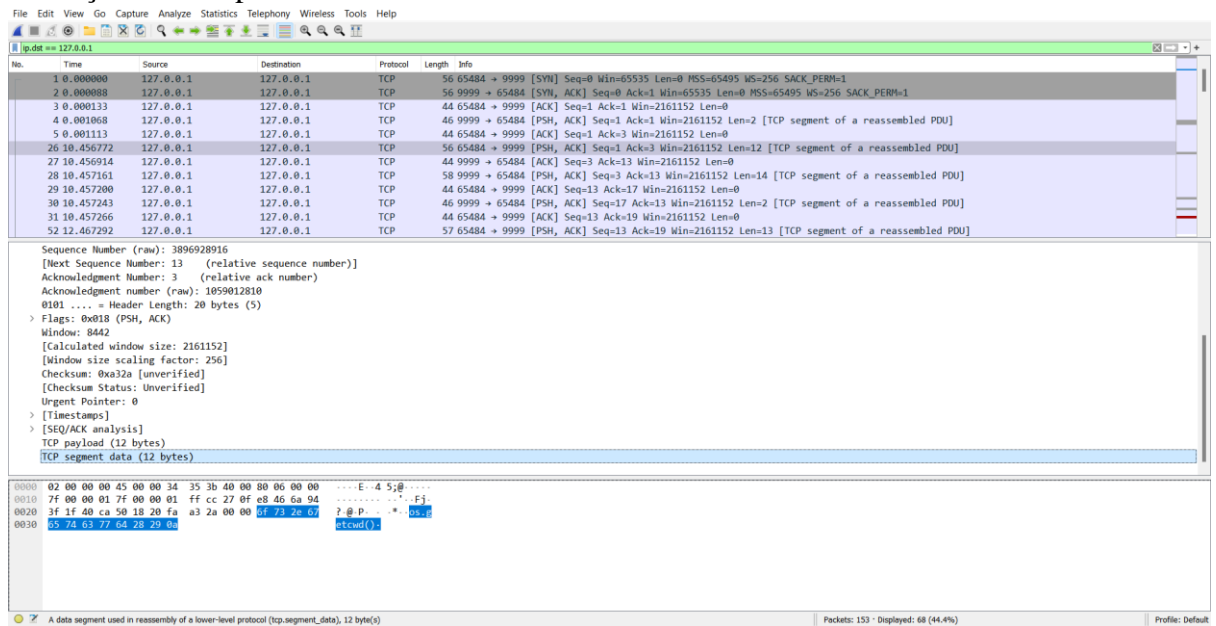 File Edit View Go Capture Analyze Statistics Telephony Wireless Tools Help
ip.dst == 127.0.0.1
No. Time Source Destination Protocol Length Info
1 0.000000 127.0.0.1 127.0.0.1 TCP 56 65484 → 9999 [SYN] Seq=0 Win=65535 Len=0 MSS=65495 WS=256 SACK_PERM=1
2 0.000088 127.0.0.1 127.0.0.1 TCP 56 9999 → 65484 [SYN, ACK] Seq=0 Ack=1 Win=65535 Len=0 MSS=65495 WS=256 SACK_PERM=1
3 0.000133 127.0.0.1 127.0.0.1 TCP 44 65484 → 9999 [ACK] Seq=1 Ack=1 Win=2161152 Len=0
4 0.001068 127.0.0.1 127.0.0.1 TCP 46 9999 → 65484 [PSH, ACK] Seq=1 Ack=1 Win=2161152 Len=2 [TCP segment of a reassembled PDU]
5 0.001113 127.0.0.1 127.0.0.1 TCP 44 65484 → 9999 [ACK] Seq=1 Ack=3 Win=2161152 Len=0
26 10.456772 127.0.0.1 127.0.0.1 TCP 56 65484 → 9999 [PSH, ACK] Seq=1 Ack=3 Win=2161152 Len=12 [TCP segment of a reassembled PDU]
27 10.456914 127.0.0.1 127.0.0.1 TCP 44 9999 → 65484 [ACK] Seq=3 Ack=13 Win=2161152 Len=0
28 10.457161 127.0.0.1 127.0.0.1 TCP 58 9999 → 65484 [PSH, ACK] Seq=3 Ack=13 Win=2161152 Len=14 [TCP segment of a reassembled PDU]
29 10.457200 127.0.0.1 127.0.0.1 TCP 44 65484 → 9999 [ACK] Seq=13 Ack=17 Win=2161152 Len=0
30 10.457243 127.0.0.1 127.0.0.1 TCP 46 9999 → 65484 [PSH, ACK] Seq=17 Ack=13 Win=2161152 Len=2 [TCP segment of a reassembled PDU]
31 10.457266 127.0.0.1 127.0.0.1 TCP 44 65484 → 9999 [ACK] Seq=13 Ack=19 Win=2161152 Len=0
52 12.467292 127.0.0.1 127.0.0.1 TCP 57 65484 → 9999 [PSH, ACK] Seq=13 Ack=19 Win=2161152 Len=13 [TCP segment of a reassembled PDU]
Sequence Number (raw): 3896928916
[Next Sequence Number: 13 (relative sequence number)]
Acknowledgment Number: 3 (relative ack number)
Acknowledgment number (raw): 1059012810
0101 .... = Header Length: 20 bytes (5)
> Flags: 0x018 (PSH, ACK)
Window: 8442
[Calculated window size: 2161152]
[Window size scaling factor: 256]
Checksum: 0xa32a [unverified]
[Checksum Status: Unverified]
Urgent Pointer: 0
> [Timestamps]
> [SEQ/ACK analysis]
TCP payload (12 bytes)
TCP segment data (12 bytes)
0000 02 00 00 00 45 00 00 34 35 3b 40 00 80 06 00 00 ····E··4 5;@·····
0010 7f 00 00 01 7f 00 00 01 ff cc 27 0f e8 46 6a 94 ········ ··'··Fj·
0020 3f 1f 40 ca 50 18 20 fa a3 2a 00 00 6f 73 2e 67 ?·@·P· · ·*··os.g
0030 65 74 63 77 64 28 29 0a etcwd()·
A data segment used in reassembly of a lower-level protocol (tcp.segment_data), 12 byte(s) Packets: 153 · Displayed: 68 (44.4%) Profile: Default